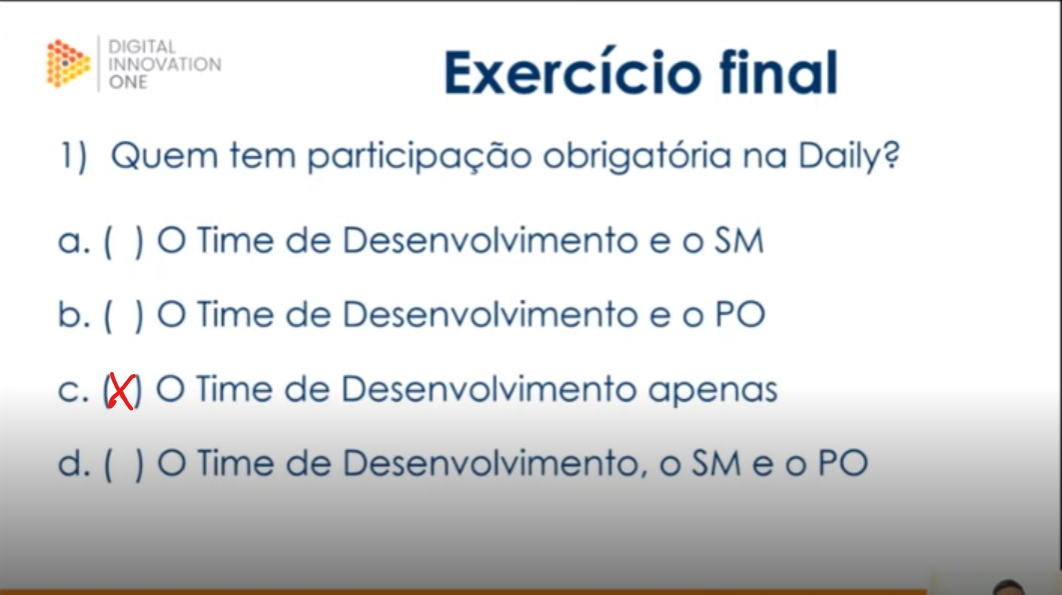 DIGITAL
INNOVATION
ONE
Exercício final
1) Quem tem participação obrigatória na Daily?
a. ( ) O Time de Desenvolvimento e o SM
b. ( ) O Time de Desenvolvimento e o PO
c. (X) O Time de Desenvolvimento apenas
d. ( ) O Time de Desenvolvimento, o SM e o PO